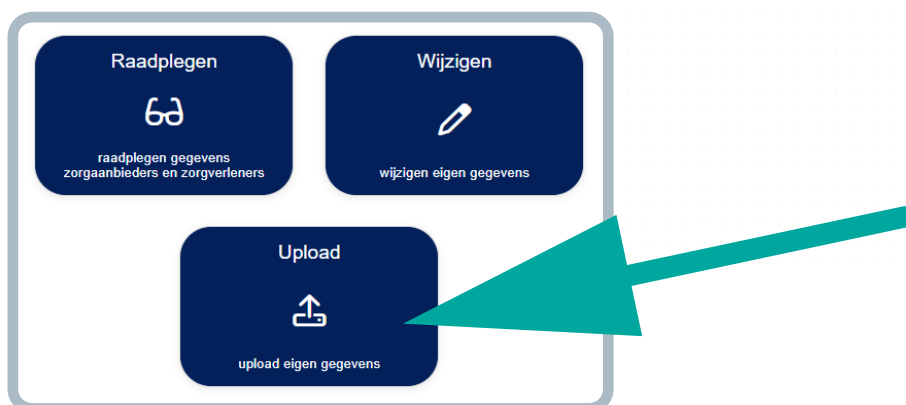 Raadplegen
raadplegen gegevens
zorgaanbieders en zorgverleners
Wijzigen
wijzigen eigen gegevens
Upload
upload eigen gegevens